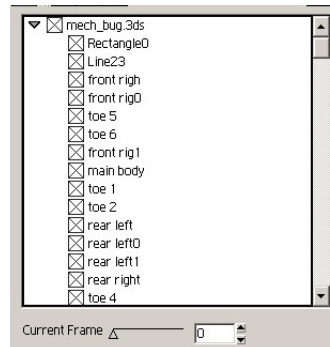 mech_bug.3ds
Rectangle0
Line23
front righ
front rig0
toe 5
toe 6
front rig1
main body
toe 1
toe 2
rear left
rear left0
rear left1
rear right
toe 4
Current Frame 0